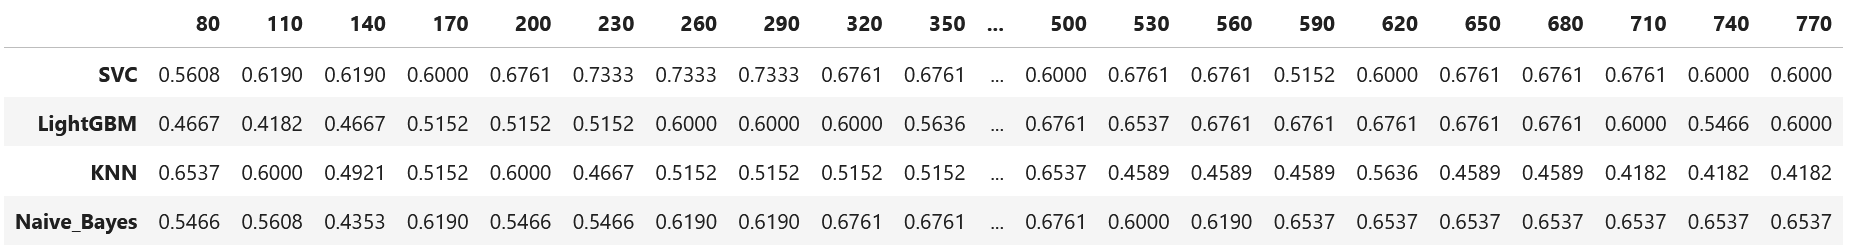 80 110 140 170 200 230 260 290 320 350 ... 500 530 560 590 620 650 680 710 740 770
SVC 0.5608 0.6190 0.6190 0.6000 0.6761 0.7333 0.7333 0.7333 0.6761 0.6761 ... 0.6000 0.6761 0.6761 0.5152 0.6000 0.6761 0.6761 0.6761 0.6000 0.6000
LightGBM 0.4667 0.4182 0.4667 0.5152 0.5152 0.5152 0.6000 0.6000 0.6000 0.5636 ... 0.6761 0.6537 0.6761 0.6761 0.6761 0.6761 0.6761 0.6000 0.5466 0.6000
KNN 0.6537 0.6000 0.4921 0.5152 0.6000 0.4667 0.5152 0.5152 0.5152 0.5152 ... 0.6537 0.4589 0.4589 0.4589 0.5636 0.4589 0.4589 0.4182 0.4182 0.4182
Naive_Bayes 0.5466 0.5608 0.4353 0.6190 0.5466 0.5466 0.6190 0.6190 0.6761 0.6761 ... 0.6761 0.6000 0.6190 0.6537 0.6537 0.6537 0.6537 0.6537 0.6537 0.6537